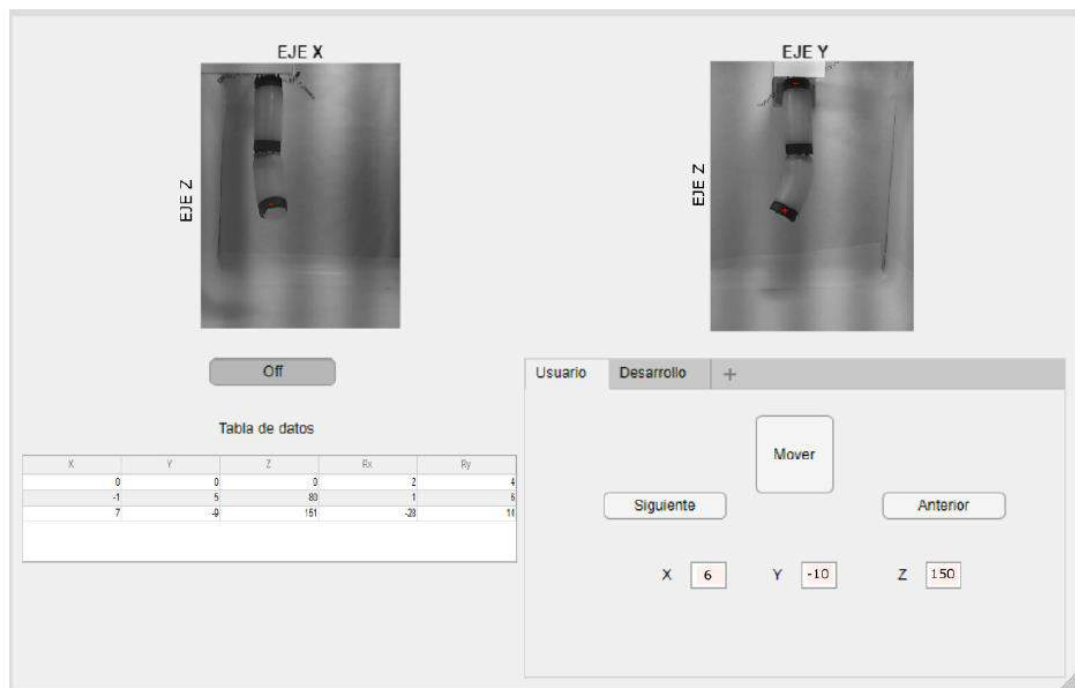 EJE X
EJE Z
EJE Y
EJE Z
Off
Tabla de datos
X Y Z Rx Ry
0 0 0 2 4
-1 5 80 1 6
7 -9 151 -28
Usuario Desarrollo +
Mover
Siguiente Anterior
X 6 Y -10 Z 150